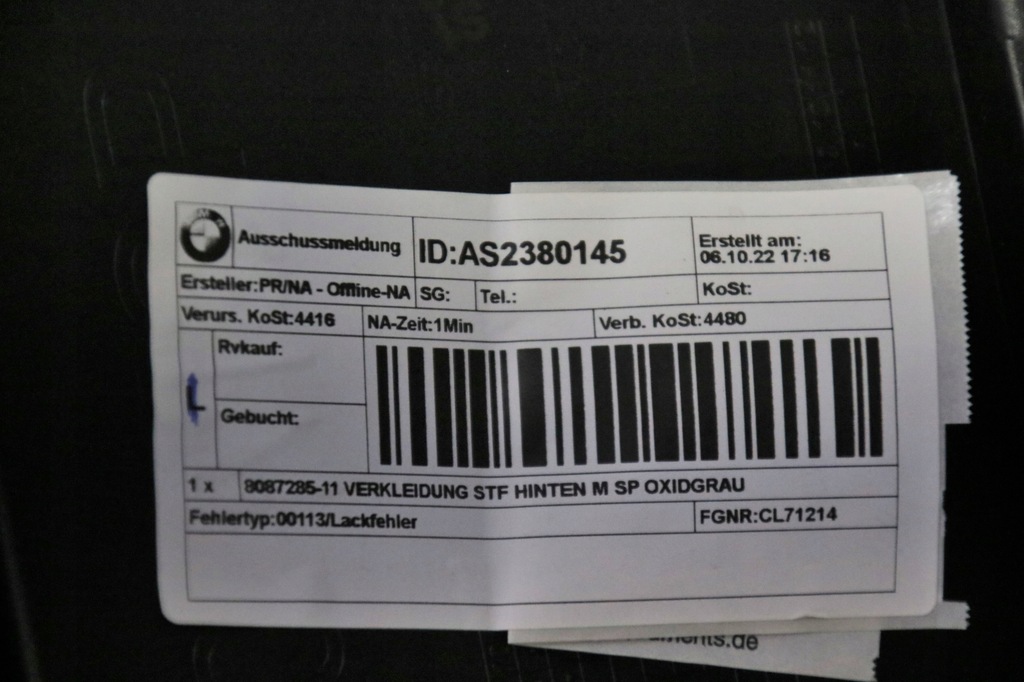 BMW
Ausschussmeldung
ID:AS2380145
Erstellt am:
06.10.22 17:16
Ersteller:PR/NA - Offline-NA
SG:
Tel.:
KoSt:
Verurs. KoSt:4416
NA-Zeit:1Min
Verb. KoSt:4480
L
Rvkauf:
Gebucht:
1 x
8087285-11 VERKLEIDUNG STF HINTEN M SP OXIDGRAU
Fehlertyp:00113/Lackfehler
FGNR:CL71214